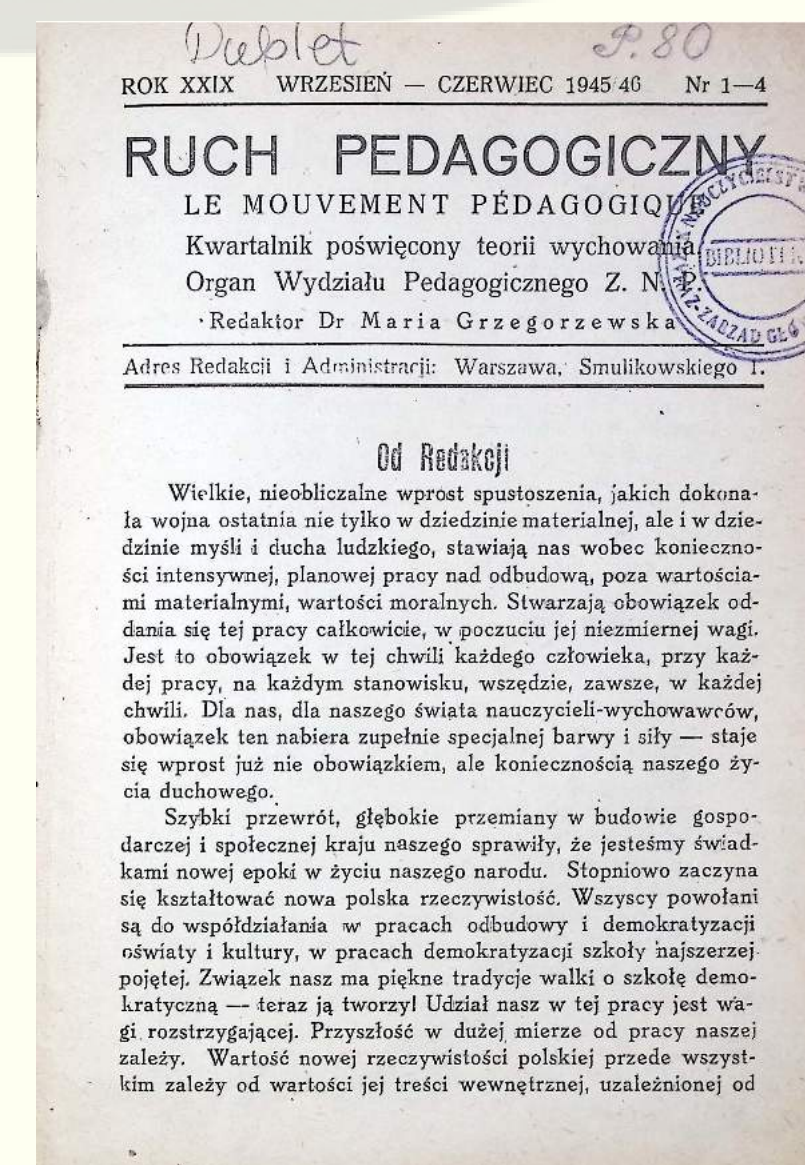 Dublet P. 80
ROK XXIX WRZESIEŃ — CZERWIEC 1945/46 Nr 1—4
RUCH PEDAGOGICZNY
LE MOUVEMENT PÉDAGOGIQUE
Kwartalnik poświęcony teorii wychowania
Organ Wydziału Pedagogicznego Z. N. P.
Redaktor Dr Maria Grzegorzewska
Adres Redakcji i Administracji: Warszawa, Smulikowskiego 1.
Od Redakcji
Wielkie, nieobliczalne wprost spustoszenia, jakich dokona-
ła wojna ostatnia nie tylko w dziedzinie materialnej, ale i w dzie-
dzinie myśli i ducha ludzkiego, stawiają nas wobec konieczno-
ści intensywnej, planowej pracy nad odbudową, poza wartościa-
mi materialnymi, wartości moralnych. Stwarzają obowiązek od-
dania się tej pracy całkowicie, w poczuciu jej niezmiernej wagi.
Jest to obowiązek w tej chwili każdego człowieka, przy każ-
dej pracy, na każdym stanowisku, wszędzie, zawsze, w każdej
chwili. Dla nas, dla naszego świata nauczycieli-wychowawców,
obowiązek ten nabiera zupełnie specjalnej barwy i siły — staje
się wprost już nie obowiązkiem, ale koniecznością naszego ży-
cia duchowego.
Szybki przewrót, głębokie przemiany w budowie gospo-
darczej i społecznej kraju naszego sprawiły, że jesteśmy świad-
kami nowej epoki w życiu naszego narodu. Stopniowo zaczyna
się kształtować nowa polska rzeczywistość. Wszyscy powołani
są do współdziałania w pracach odbudowy i demokratyzacji
oświaty i kultury, w pracach demokratyzacji szkoły najszerzej
pojętej. Związek nasz ma piękne tradycje walki o szkołę demo-
kratyczną — teraz ją tworzy! Udział nasz w tej pracy jest wa-
gi rozstrzygającej. Przyszłość w dużej mierze od pracy naszej
zależy. Wartość nowej rzeczywistości polskiej przede wszyst-
kim zależy od wartości jej treści wewnętrznej, uzależnionej od